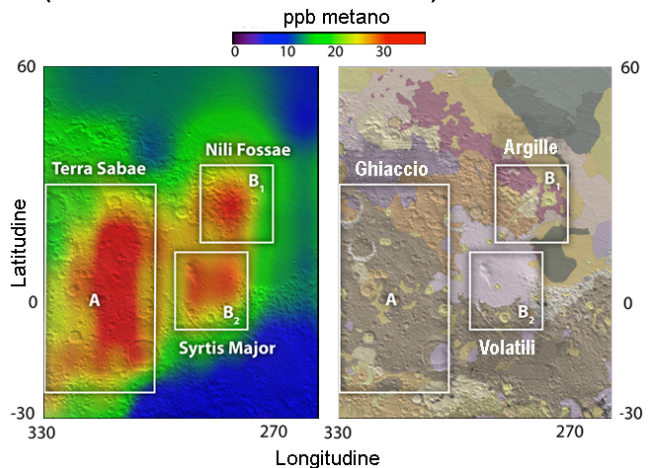 ppb metano
0 10 20 30
60
60
Nili Fossae
Argille
Terra Sabae
Ghiaccio
B1
B1
Latitudine
A
A
0
0
B2
B2
Syrtis Major
Volatili
-30
-30
330
270
330
270
Longitudine